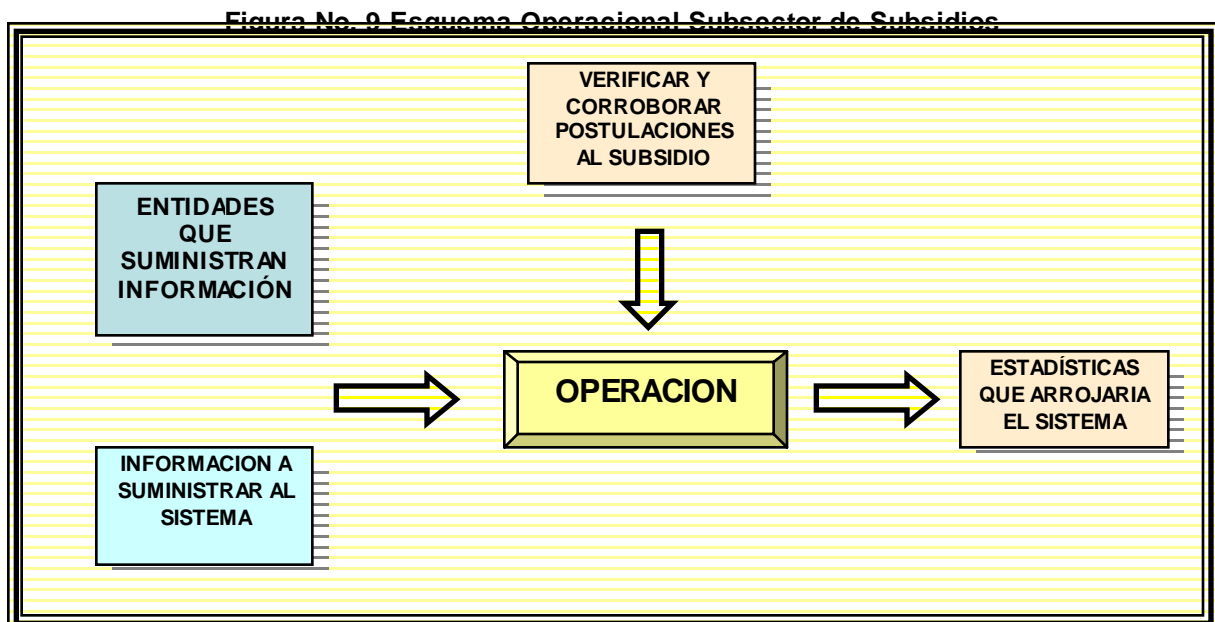 Figura No. 9 Esquema Operacional Subsector de Subsidios
VERIFICAR Y
CORROBORAR
POSTULACIONES
AL SUBSIDIO
ENTIDADES
QUE
SUMINISTRAN
INFORMACIÓN
OPERACION
ESTADÍSTICAS
QUE ARROJARIA
EL SISTEMA
INFORMACION A
SUMINISTRAR AL
SISTEMA